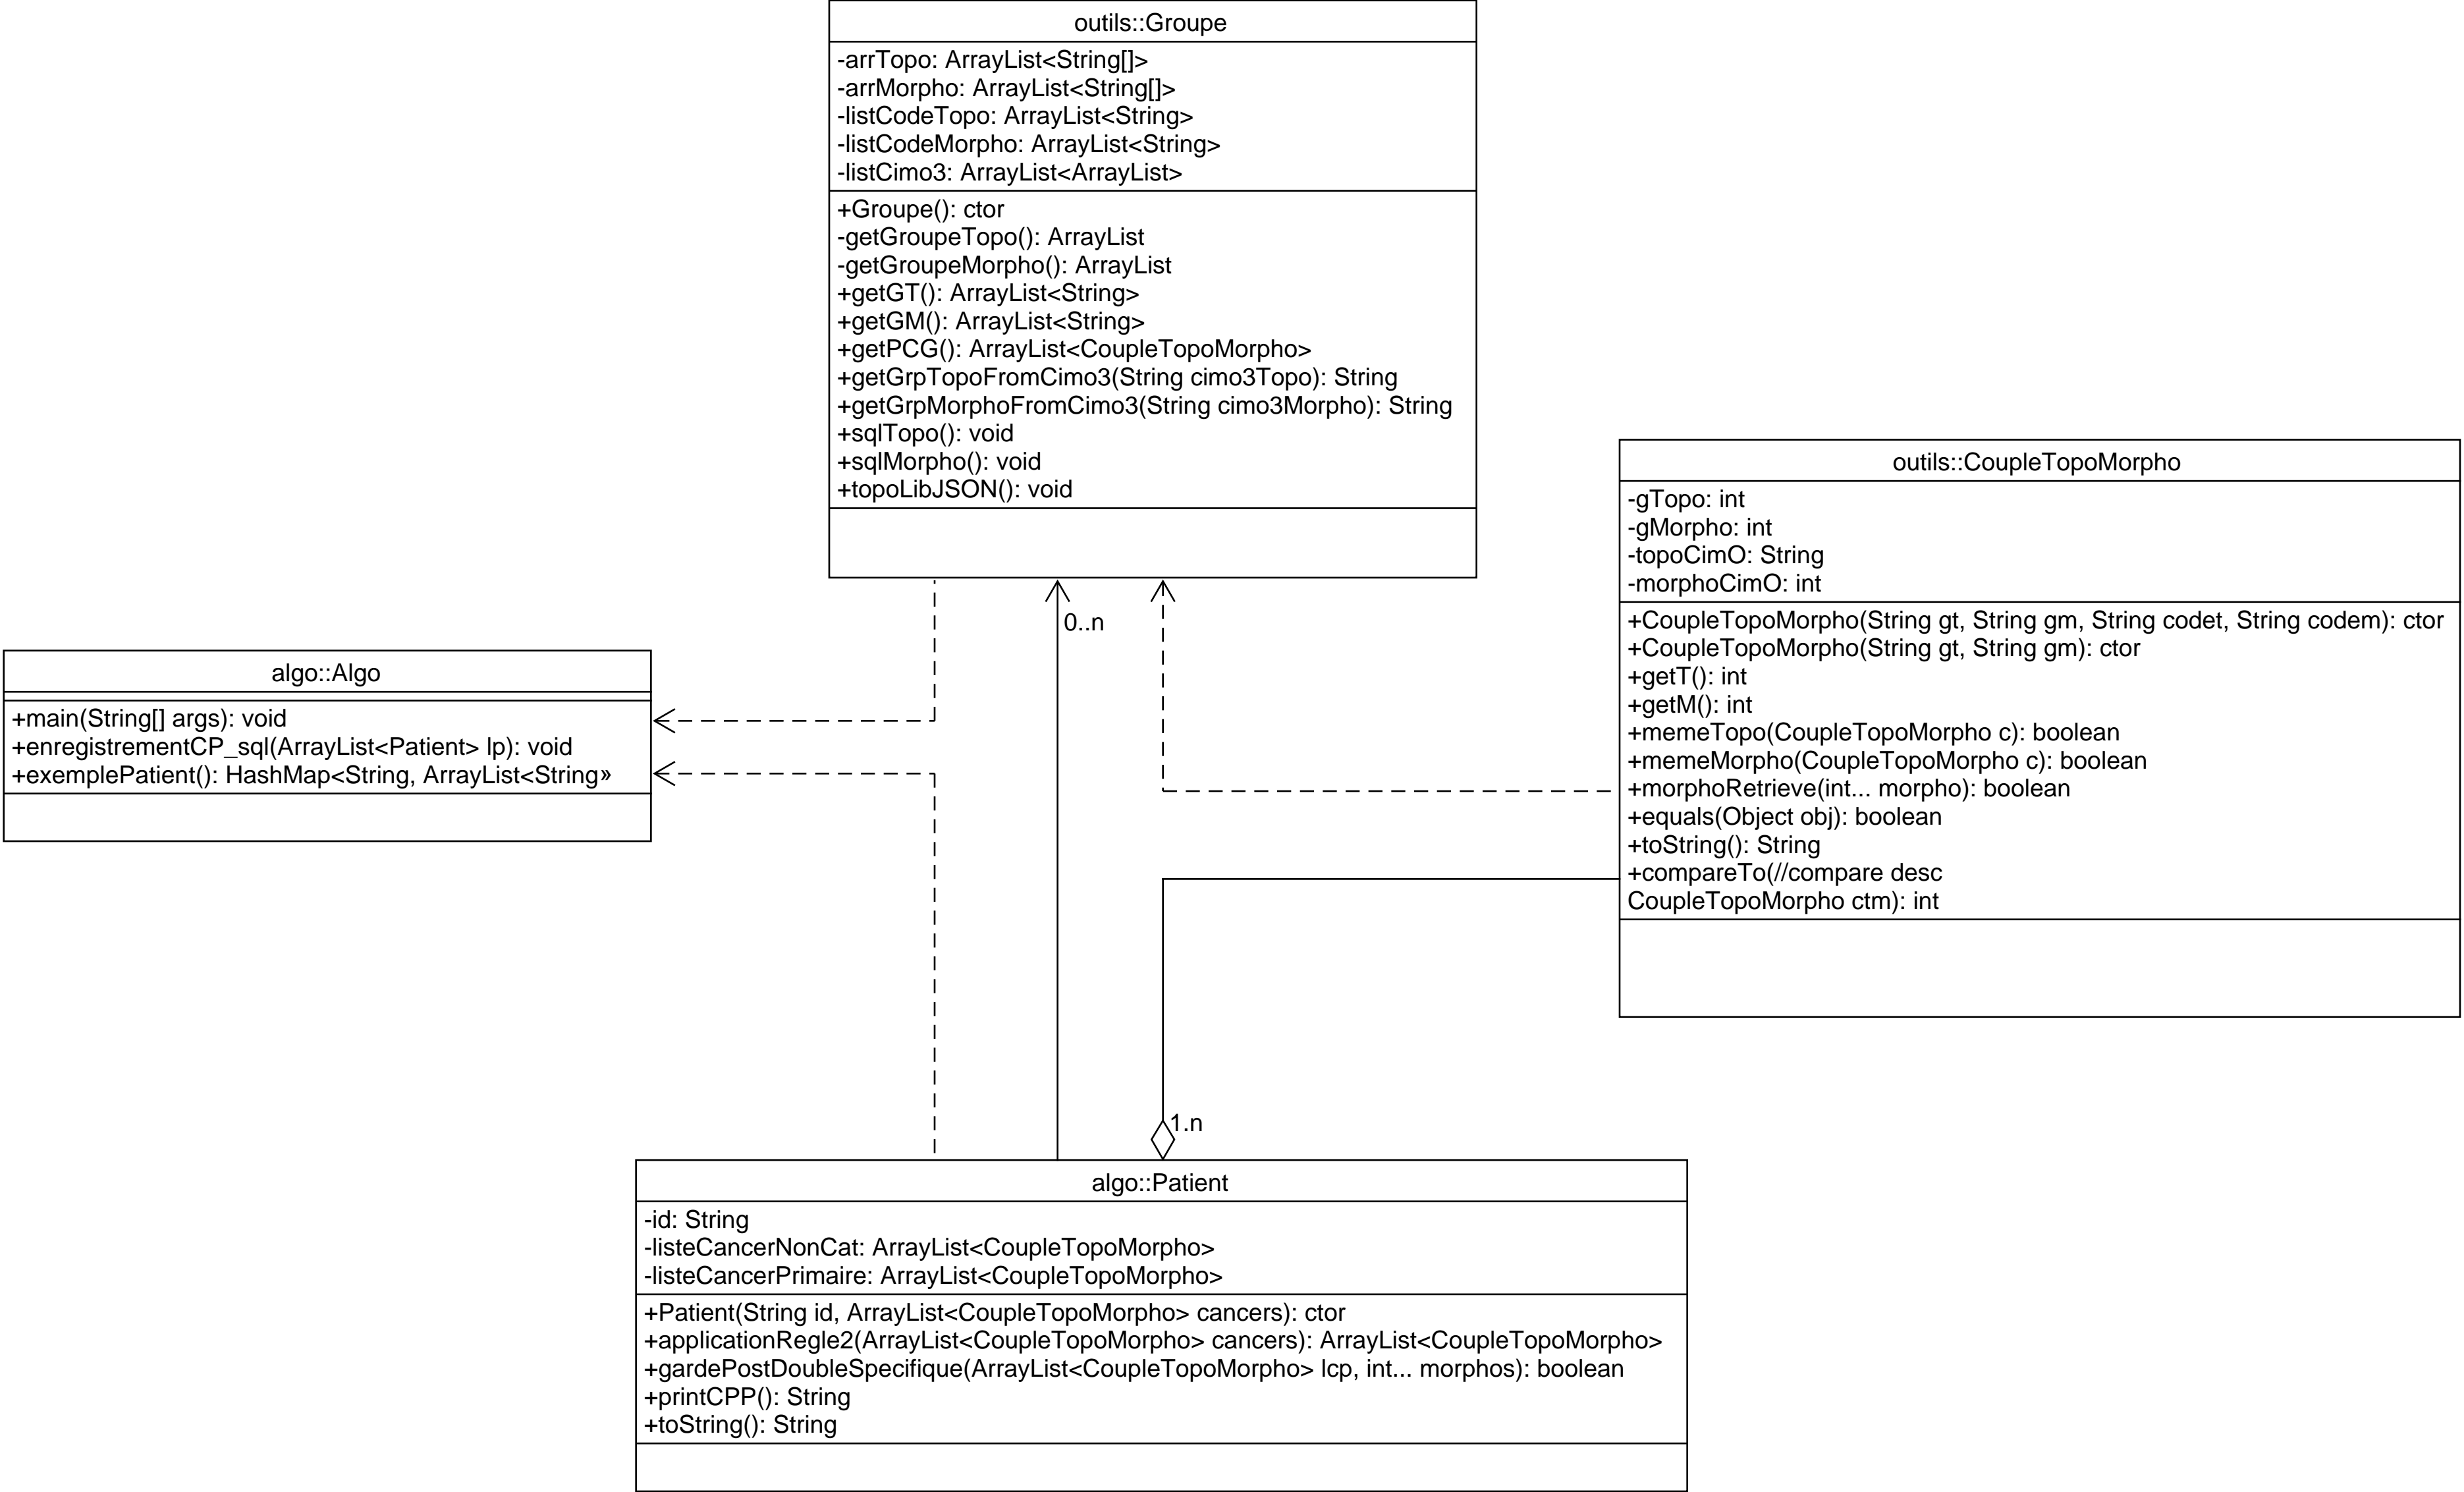 outils::Groupe
-arrTopo: ArrayList<String[]>
-arrMorpho: ArrayList<String[]>
-listCodeTopo: ArrayList<String>
-listCodeMorpho: ArrayList<String>
-listCimo3: ArrayList<ArrayList>
+Groupe(): ctor
-getGroupeTopo(): ArrayList
-getGroupeMorpho(): ArrayList
+getGT(): ArrayList<String>
+getGM(): ArrayList<String>
+getPCG(): ArrayList<CoupleTopoMorpho>
+getGrpTopoFromCimo3(String cimo3Topo): String
+getGrpMorphoFromCimo3(String cimo3Morpho): String
+sqlTopo(): void
+sqlMorpho(): void
+topoLibJSON(): void
outils::CoupleTopoMorpho
-gTopo: int
-gMorpho: int
-topoCimO: String
-morphoCimO: int
+CoupleTopoMorpho(String gt, String gm, String codet, String codem): ctor
+CoupleTopoMorpho(String gt, String gm): ctor
+getT(): int
+getM(): int
+memeTopo(CoupleTopoMorpho c): boolean
+memeMorpho(CoupleTopoMorpho c): boolean
+morphoRetrieve(int... morpho): boolean
+equals(Object obj): boolean
+toString(): String
+compareTo(//compare desc
CoupleTopoMorpho ctm): int
0..n
algo::Algo
+main(String[] args): void
+enregistrementCP_sql(ArrayList<Patient> lp): void
+exemplePatient(): HashMap<String, ArrayList<String»
1.n
algo::Patient
-id: String
-listeCancerNonCat: ArrayList<CoupleTopoMorpho>
-listeCancerPrimaire: ArrayList<CoupleTopoMorpho>
+Patient(String id, ArrayList<CoupleTopoMorpho> cancers): ctor
+applicationRegle2(ArrayList<CoupleTopoMorpho> cancers): ArrayList<CoupleTopoMorpho>
+gardePostDoubleSpecifique(ArrayList<CoupleTopoMorpho> lcp, int... morphos): boolean
+printCPP(): String
+toString(): String